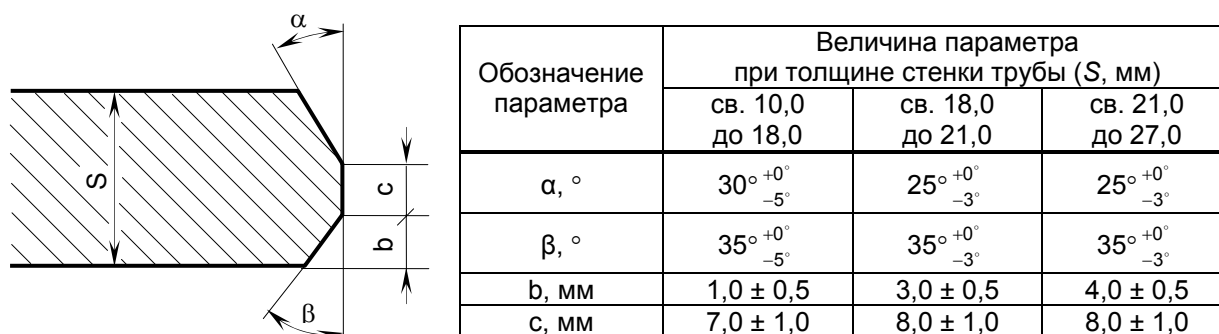 α
S
c
b
β
Обозначение параметра
Величина параметра
при толщине стенки трубы (S, мм)
св. 10,0 до 18,0
св. 18,0 до 21,0
св. 21,0 до 27,0
α, ° 30° +0° −5° 25° +0° −3° 25° +0° −3°
β, ° 35° +0° −5° 35° +0° −3° 35° +0° −3°
b, мм 1,0 ± 0,5 3,0 ± 0,5 4,0 ± 0,5
c, мм 7,0 ± 1,0 8,0 ± 1,0 8,0 ± 1,0